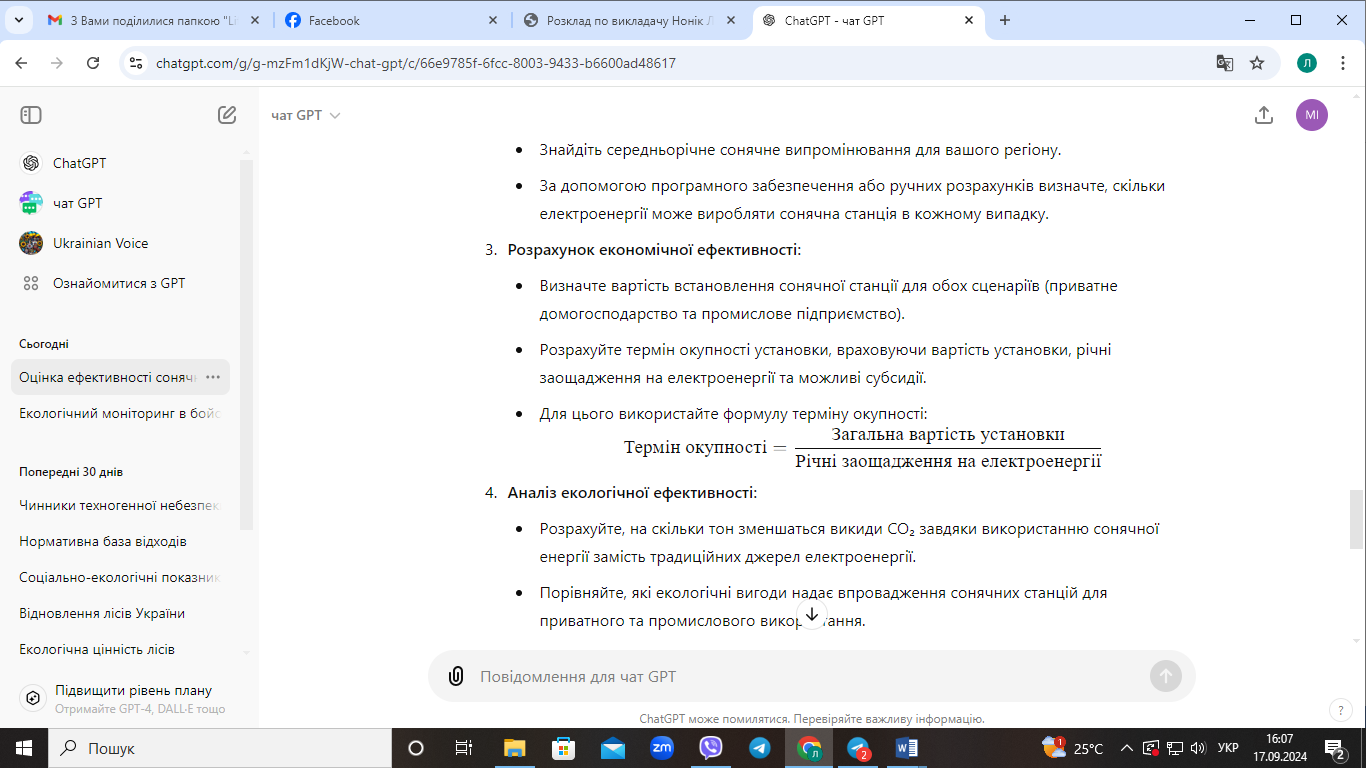 З Вами поділилися папкою "Li
Facebook
Розклад по викладачу Нонік Л
ChatGPT - чат GPT
chatgpt.com/g/g-mzFm1dKjW-chat-gpt/c/66e9785f-6fcc-8003-9433-b6600ad48617
Л
чат GPT
MI
ChatGPT
чат GPT
Ukrainian Voice
Ознайомитися з GPT
Сьогодні
Оцінка ефективності соняч
Екологічний моніторинг в бойс
Попередні 30 днів
Чинники техногенної небезпек
Нормативна база відходів
Соціально-екологічні показник
Відновлення лісів України
Екологічна цінність лісів
Підвищити рівень плану
Отримайте GPT-4, DALL·E тощо
• Знайдіть середньорічне сонячне випромінювання для вашого регіону.
• За допомогою програмного забезпечення або ручних розрахунків визначте, скільки
електроенергії може виробляти сонячна станція в кожному випадку.
3. Розрахунок економічної ефективності:
• Визначте вартість встановлення сонячної станції для обох сценаріїв (приватне
домогосподарство та промислове підприємство).
• Розрахуйте термін окупності установки, враховуючи вартість установки, річні
заощадження на електроенергії та можливі субсидії.
• Для цього використайте формулу терміну окупності:
Загальна вартість установки
Термін окупності =
Річні заощадження на електроенергії
4. Аналіз екологічної ефективності:
• Розрахуйте, на скільки тон зменшаться викиди CO₂ завдяки використанню сонячної
енергії замість традиційних джерел електроенергії.
• Порівняйте, які екологічні вигоди надає впровадження сонячних станцій для
приватного та промислового використання.
Повідомлення для чат GPT
ChatGPT може помилятися. Перевіряйте важливу інформацію.
?
Пошук
zm
Л
2
25°C
УКР
16:07
17.09.2024
2